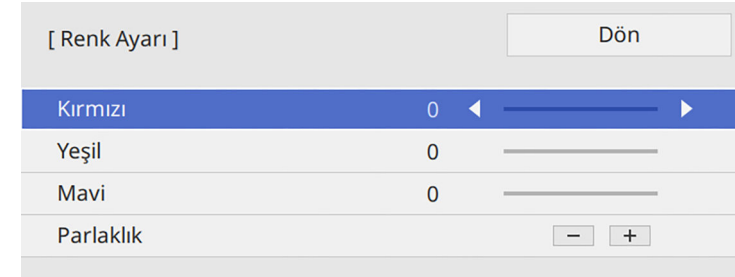 [ Renk Ayarı ]
Dön
Kırmızı 0
Yeşil 0
Mavi 0
Parlaklık − +